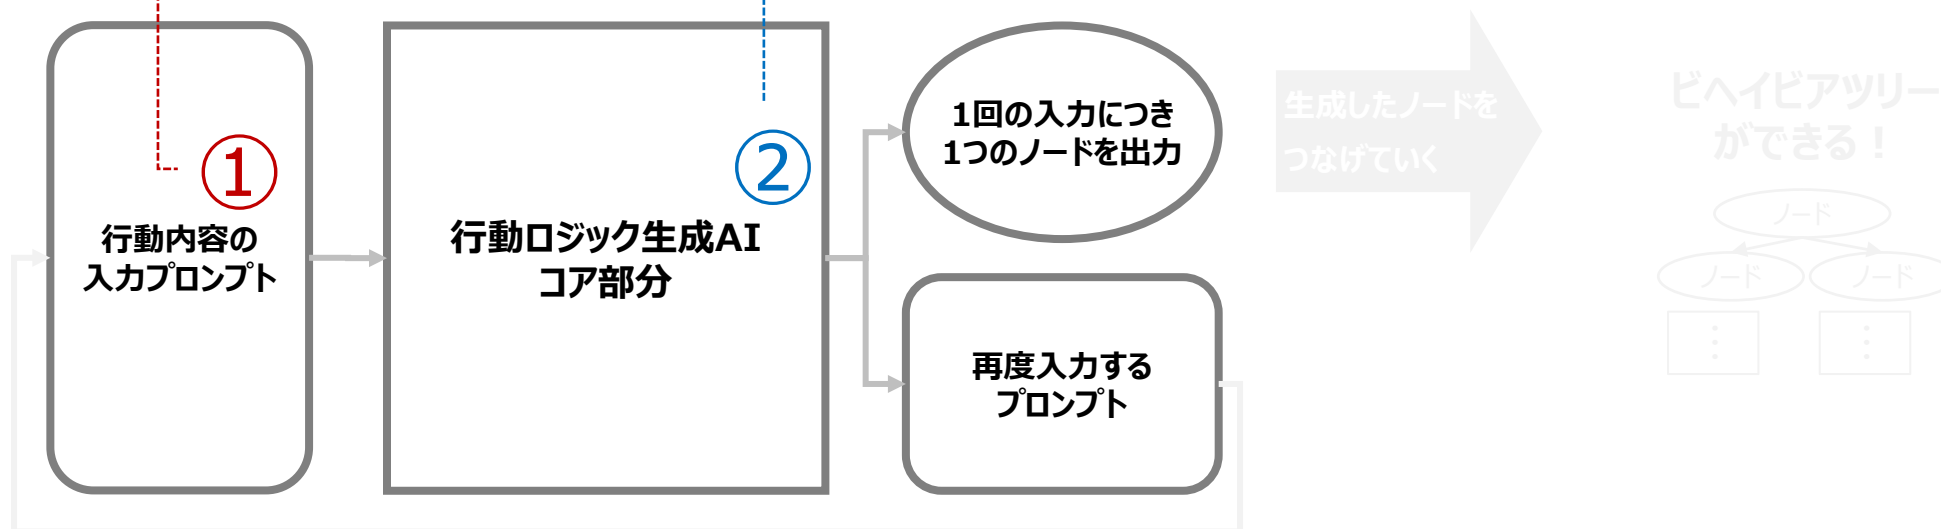 ①
行動内容の
入力プロンプト
②
行動ロジック生成AI
コア部分
1回の入力につき
1つのノードを出力
再度入力する
プロンプト
生成したノードを
つなげていく
ビヘイビアツリー
ができる！
ノード
ノード
ノード
⋮
⋮